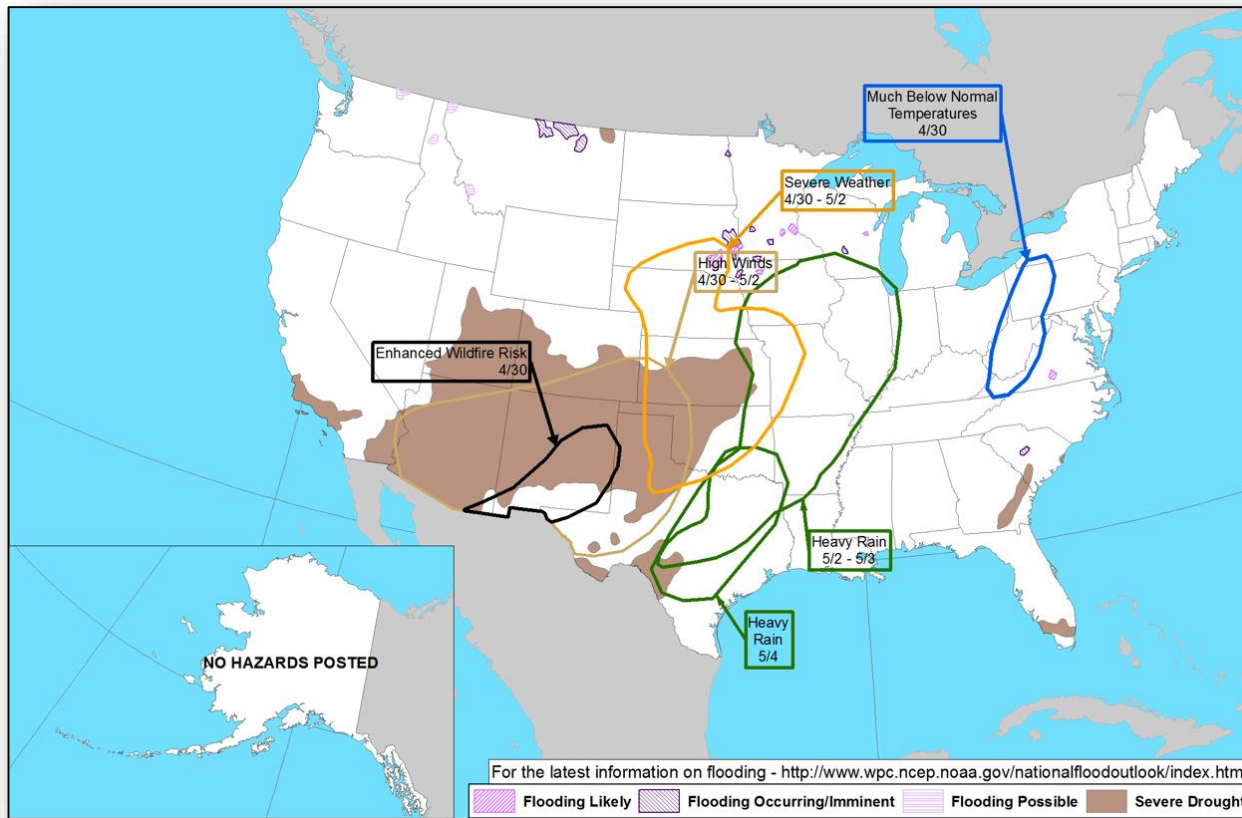 Much Below Normal
Temperatures
4/30
Severe Weather
4/30 - 5/2
High Winds
4/30 - 5/2
Enhanced Wildfire Risk
4/30
Heavy Rain
5/2 - 5/3
Heavy
Rain
5/4
NO HAZARDS POSTED
For the latest information on flooding - http://www.wpc.ncep.noaa.gov/nationalfloodoutlook/index.htm
Flooding Likely
Flooding Occurring/Imminent
Flooding Possible
Severe Drought